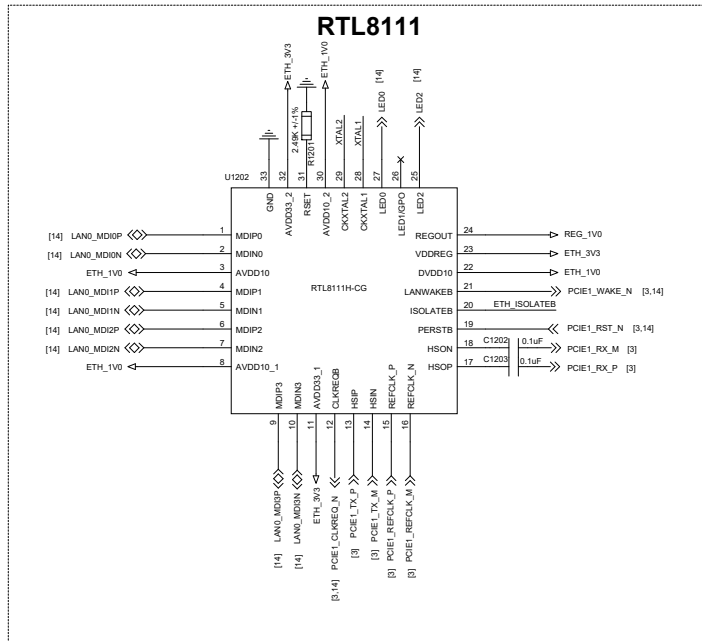 RTL8111
[14]
[14]
ETH_3V3
ETH_1V0
LED0
LED2
2.49K +/-1%
R1201
XTAL2
XTAL1
U1202
33
32
31
30
29
28
27
26
25
GND
AVDD33_2
RSET
AVDD10_2
CKXTAL2
CKXTAL1
LED0
LED1/GPO
LED2
[14] LAN0_MDI0P 1 MDIP0
[14] LAN0_MDI0N 2 MDIN0
ETH_1V0 3 AVDD10
[14] LAN0_MDI1P 4 MDIP1
[14] LAN0_MDI1N 5 MDIN1
[14] LAN0_MDI2P 6 MDIP2
[14] LAN0_MDI2N 7 MDIN2
ETH_1V0 8 AVDD10_1
RTL8111H-CG
REGOUT 24 REG_1V0
VDDREG 23 ETH_3V3
DVDD10 22 ETH_1V0
LANWAKEB 21 PCIE1_WAKE_N [3,14]
ISOLATEB 20 ETH_ISOLATEB
PERSTB 19 PCIE1_RST_N [3,14]
HSON 18 C1202 0.1uF PCIE1_RX_M [3]
HSOP 17 C1203 0.1uF PCIE1_RX_P [3]
MDIP3
MDIN3
AVDD33_1
CLKREQB
HSIP
HSIN
REFCLK_P
REFCLK_N
9
10
11
12
13
14
15
16
[14] LAN0_MDI3P
[14] LAN0_MDI3N
ETH_3V3
[3,14] PCIE1_CLKREQ_N
[3] PCIE1_TX_P
[3] PCIE1_TX_M
[3] PCIE1_REFCLK_P
[3] PCIE1_REFCLK_M